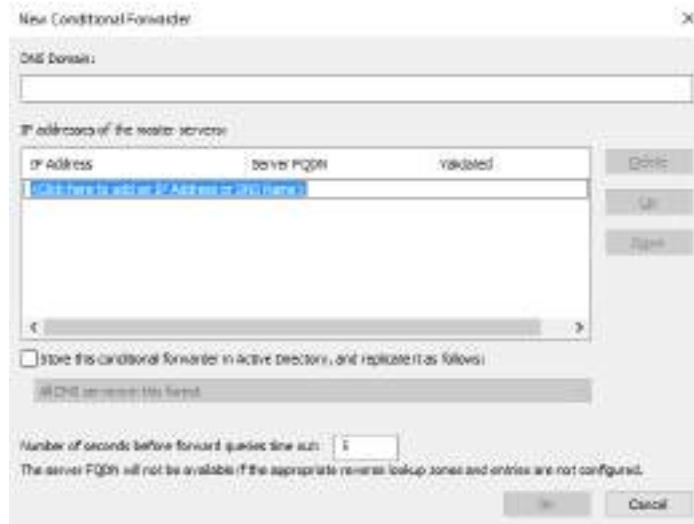 New Conditional Forwarder
DNS Domain:
IP addresses of the master servers:
IP Address Server FQDN Validated
<Click here to add an IP Address or DNS Name>
Delete
Up
Down
Store this conditional forwarder in Active Directory, and replicate it as follows:
All DNS servers in this forest
Number of seconds before forward queries time out: 5
The server FQDN will not be available if the appropriate reverse lookup zones and entries are not configured.
OK Cancel